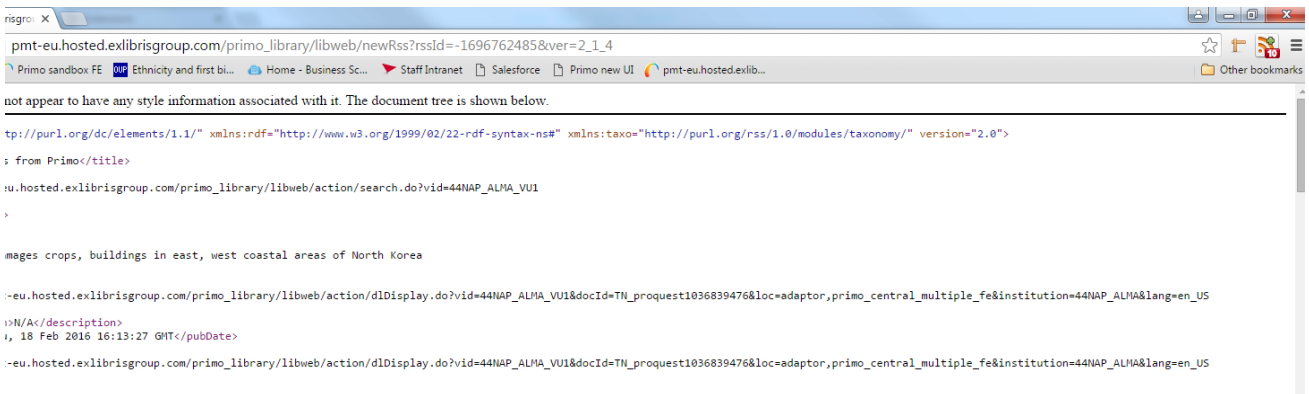 risgro
pmt-eu.hosted.exlibrisgroup.com/primo_library/libweb/newRss?rssId=-1696762485&ver=2_1_4
10
Primo sandbox FE OUP Ethnicity and first bi... Home - Business Sc... Staff Intranet Salesforce Primo new UI pmt-eu.hosted.exlib... Other bookmarks
not appear to have any style information associated with it. The document tree is shown below.
tp://purl.org/dc/elements/1.1/" xmlns:rdf="http://www.w3.org/1999/02/22-rdf-syntax-ns#" xmlns:taxo="http://purl.org/rss/1.0/modules/taxonomy/" version="2.0">
s from Primo</title>
eu.hosted.exlibrisgroup.com/primo_library/libweb/action/search.do?vid=44NAP_ALMA_VU1
>
mages crops, buildings in east, west coastal areas of North Korea
t-eu.hosted.exlibrisgroup.com/primo_library/libweb/action/dlDisplay.do?vid=44NAP_ALMA_VU1&docId=TN_proquest1036839476&loc=adaptor,primo_central_multiple_fe&institution=44NAP_ALMA&lang=en_US
n>N/A</description>
, 18 Feb 2016 16:13:27 GMT</pubDate>
t-eu.hosted.exlibrisgroup.com/primo_library/libweb/action/dlDisplay.do?vid=44NAP_ALMA_VU1&docId=TN_proquest1036839476&loc=adaptor,primo_central_multiple_fe&institution=44NAP_ALMA&lang=en_US